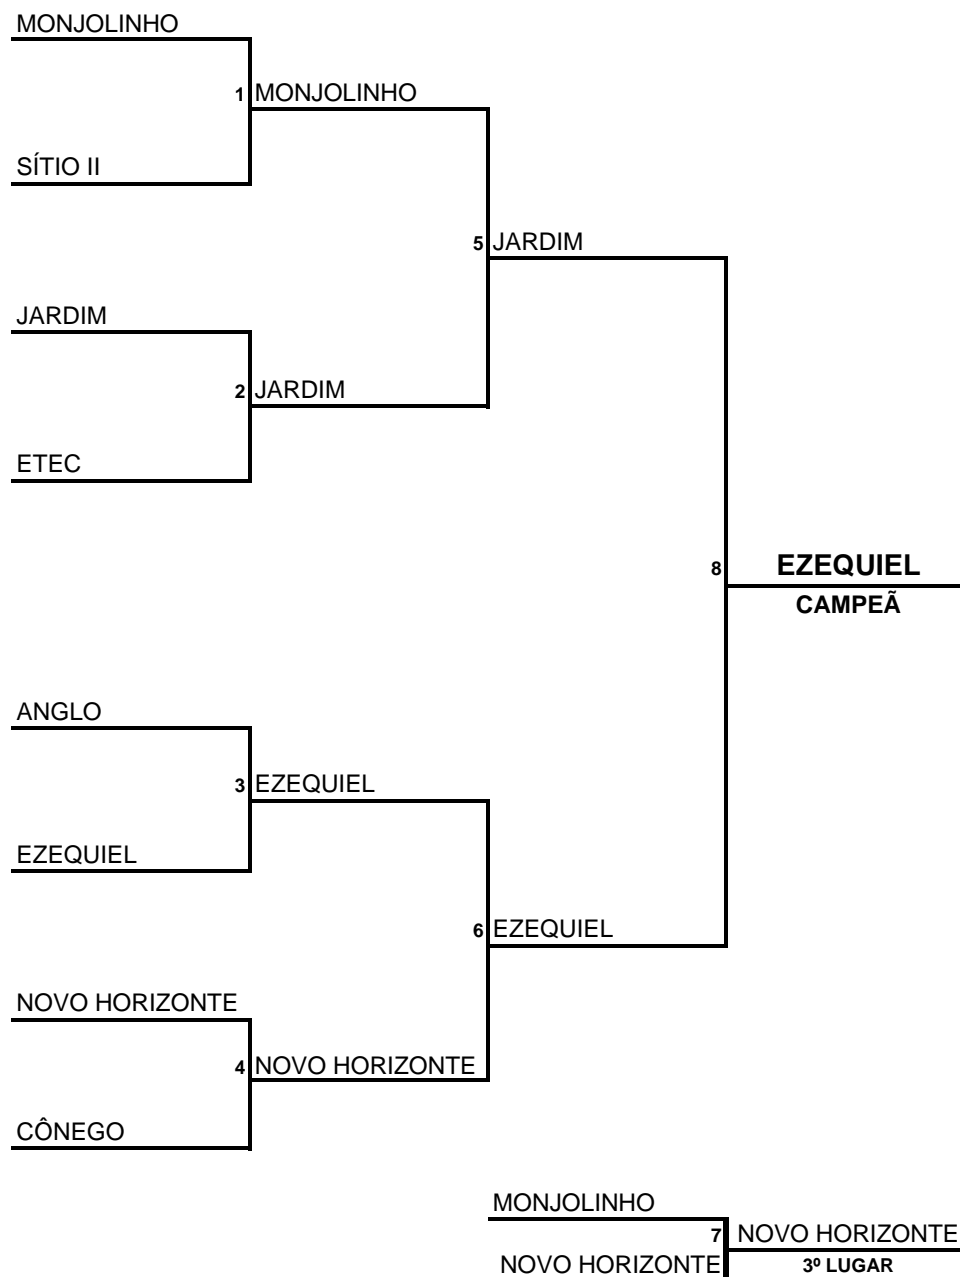 MONJOLINHO
1 MONJOLINHO
SÍTIO II
5 JARDIM
JARDIM
2 JARDIM
ETEC
8 EZEQUIEL
CAMPEÃ
ANGLO
3 EZEQUIEL
EZEQUIEL
6 EZEQUIEL
NOVO HORIZONTE
4 NOVO HORIZONTE
CÔNEGO
MONJOLINHO
7 NOVO HORIZONTE
NOVO HORIZONTE 3º LUGAR